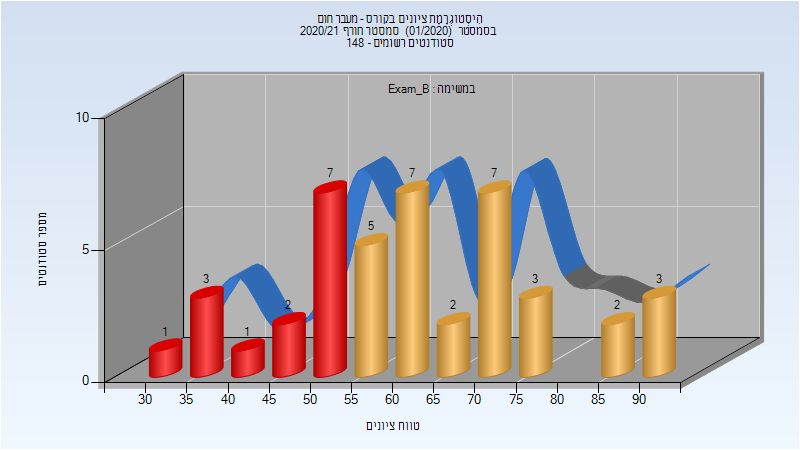 היסטוגרמת ציונים בקורס - מעבר חום
בסמסטר (01/2020) סמסטר חורף 2020/21
סטודנטים רשומים - 148
במשימה : Exam_B
מספר סטודנטים
10
5
0
1
3
1
2
7
5
7
2
7
3
2
3
30 35 40 45 50 55 60 65 70 75 80 85 90
טווח ציונים